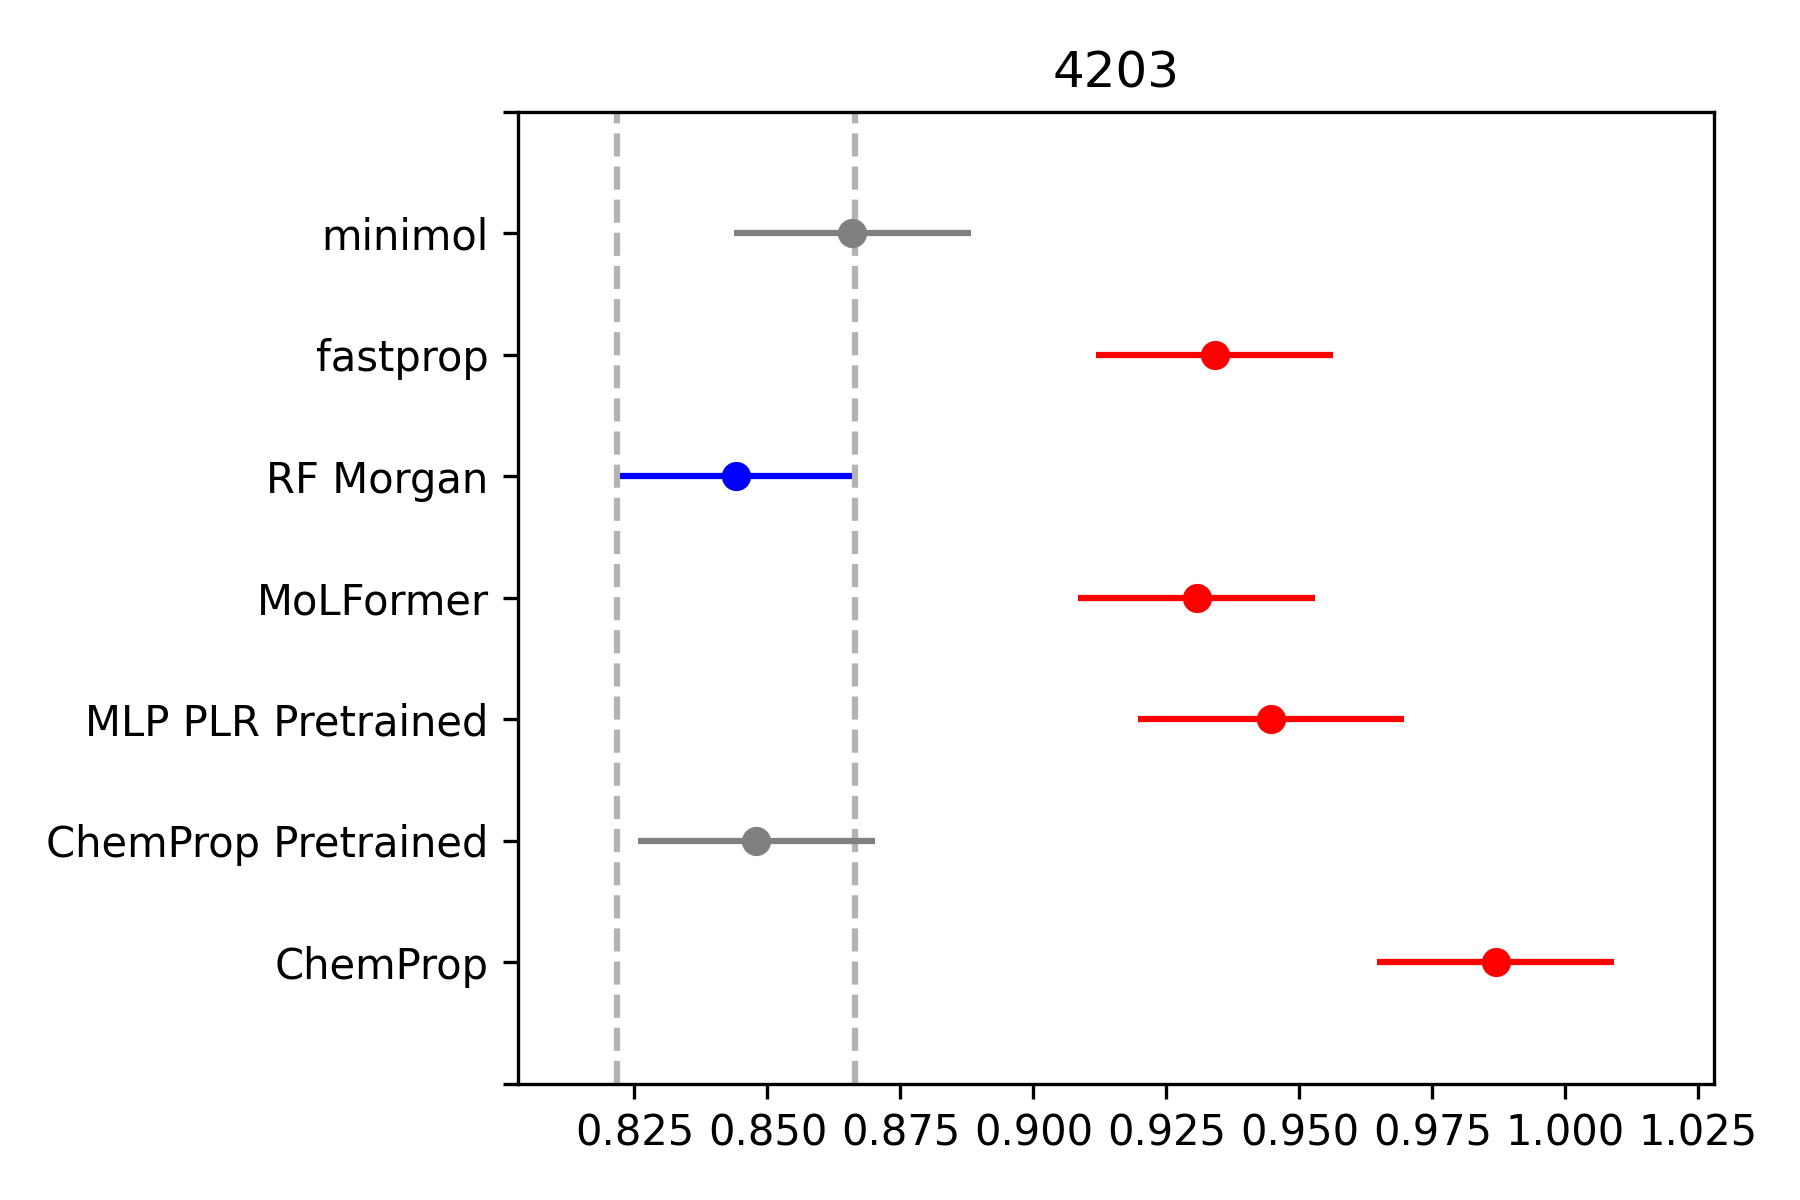 4203
minimol
fastprop
RF Morgan
MoLFormer
MLP PLR Pretrained
ChemProp Pretrained
ChemProp
0.825 0.850 0.875 0.900 0.925 0.950 0.975 1.000 1.025